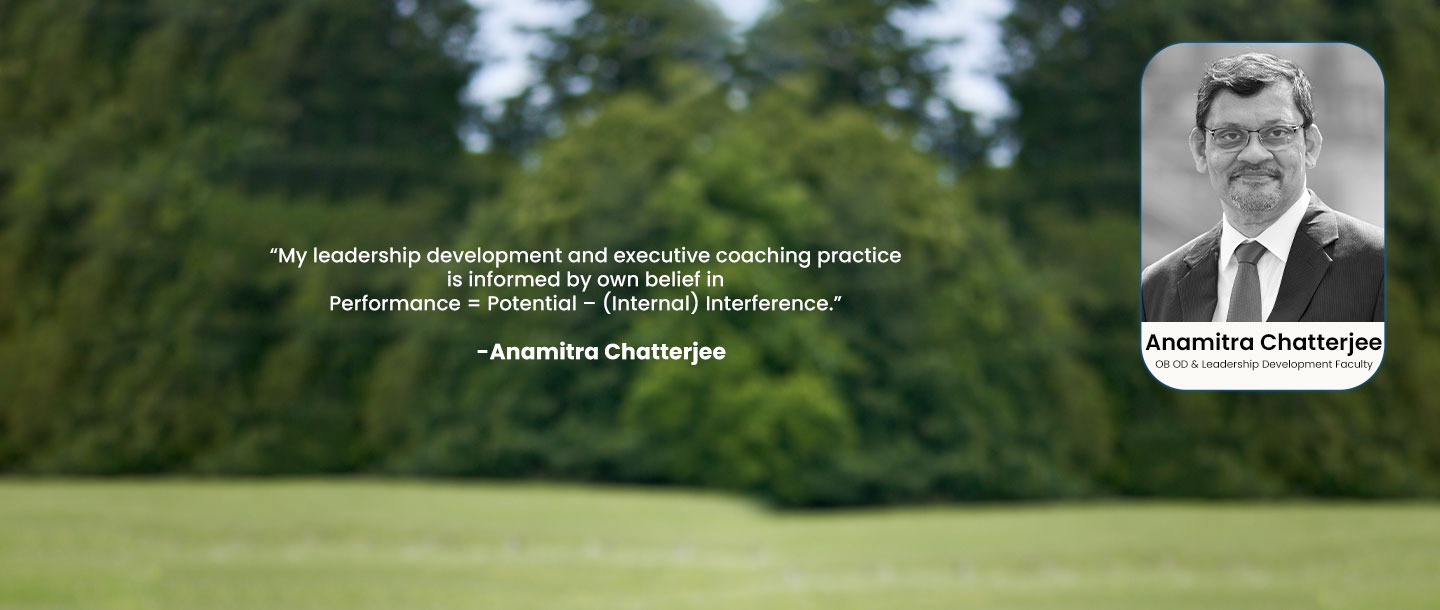 “My leadership development and executive coaching practice
is informed by own belief in
Performance = Potential – (Internal) Interference.”
-Anamitra Chatterjee
Anamitra Chatterjee
OB OD & Leadership Development Faculty